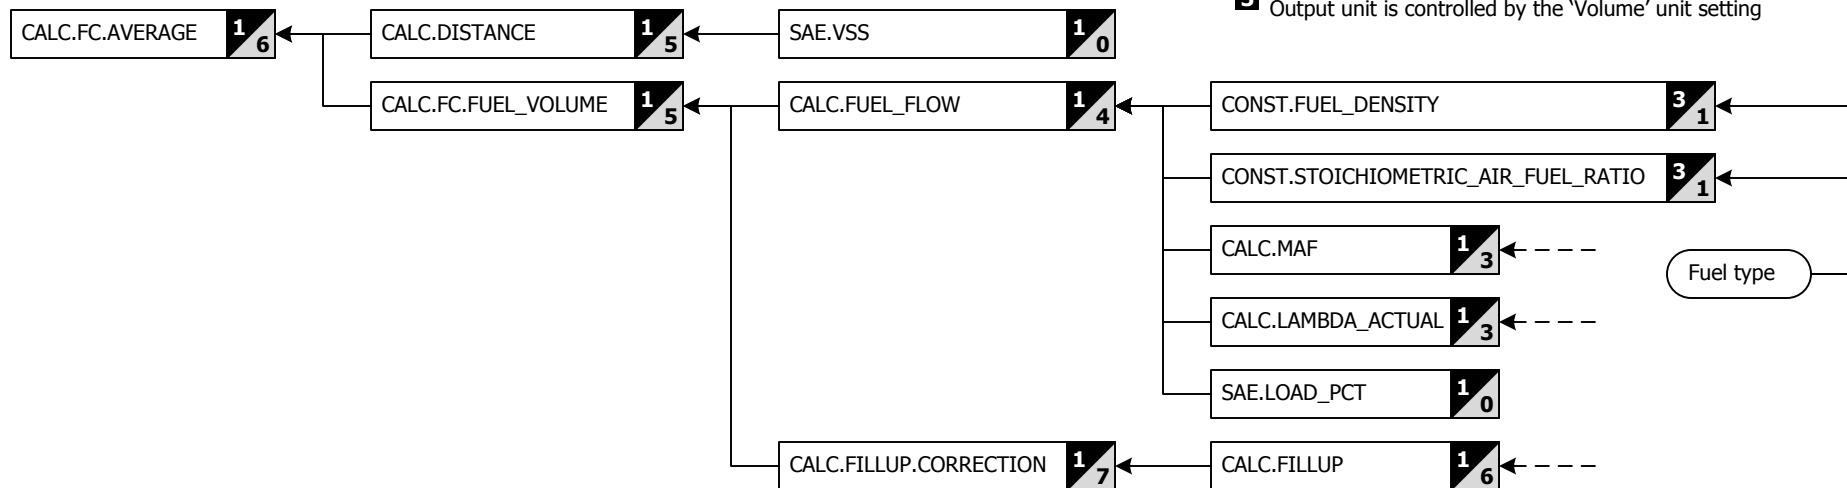 5 Output unit is controlled by the ‘Volume’ unit setting
CALC.FC.AVERAGE 1 6
CALC.DISTANCE 1 5
SAE.VSS 1 0
CALC.FC.FUEL_VOLUME 1 5
CALC.FUEL_FLOW 1 4
CONST.FUEL_DENSITY 3 1
CONST.STOICHIOMETRIC_AIR_FUEL_RATIO 3 1
CALC.MAF 1 3
Fuel type
CALC.LAMBDA_ACTUAL 1 3
SAE.LOAD_PCT 1 0
CALC.FILLUP.CORRECTION 1 7
CALC.FILLUP 1 6